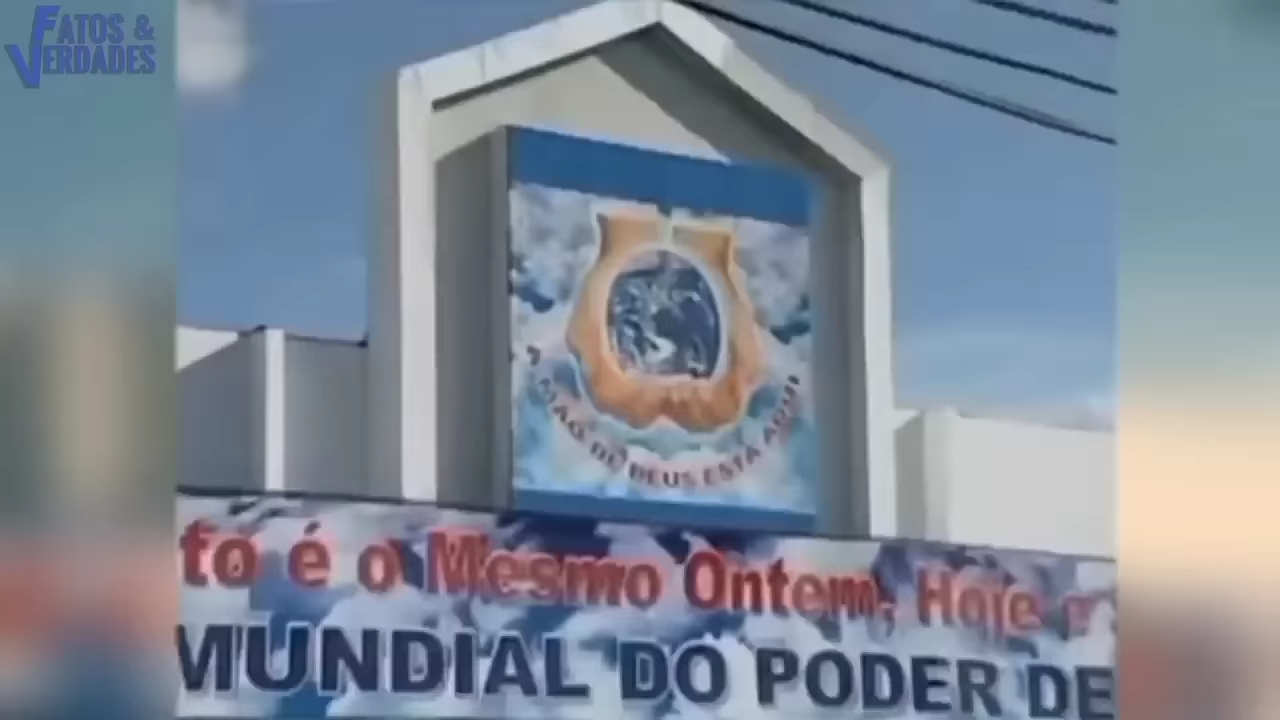 FATOS &
VERDADES
A MÃO DE DEUS ESTÁ AQUI
to é o Mesmo Ontem, Hoje
MUNDIAL DO PODER DE